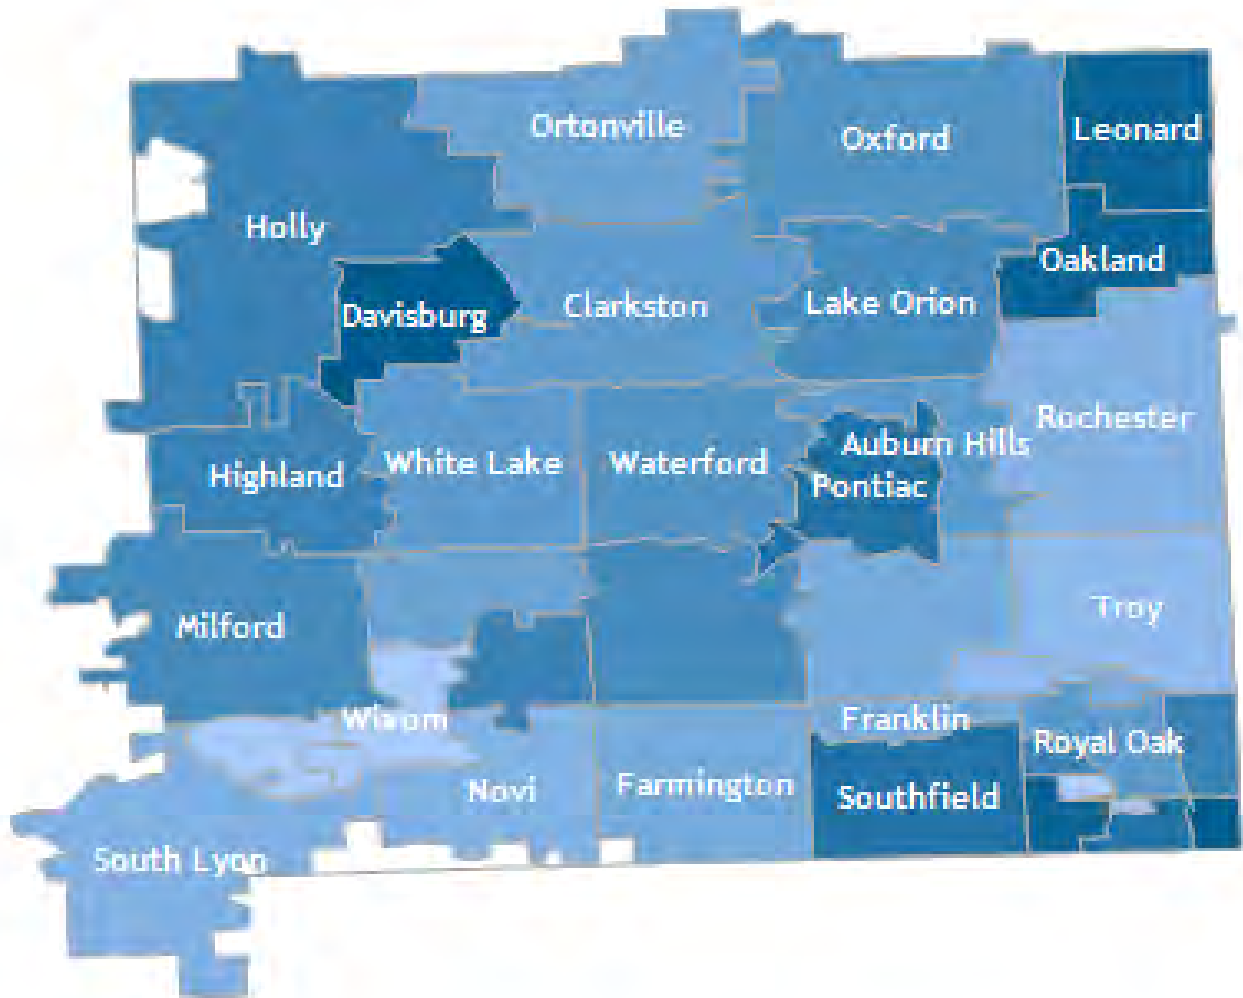 Ortonville
Oxford
Leonard
Holly
Oakland
Davisburg
Clarkston
Lake Orion
Rochester
Auburn Hills
White Lake
Waterford
Highland
Pontiac
Troy
Milford
Wixom
Franklin
Royal Oak
Novi
Farmington
Southfield
South Lyon